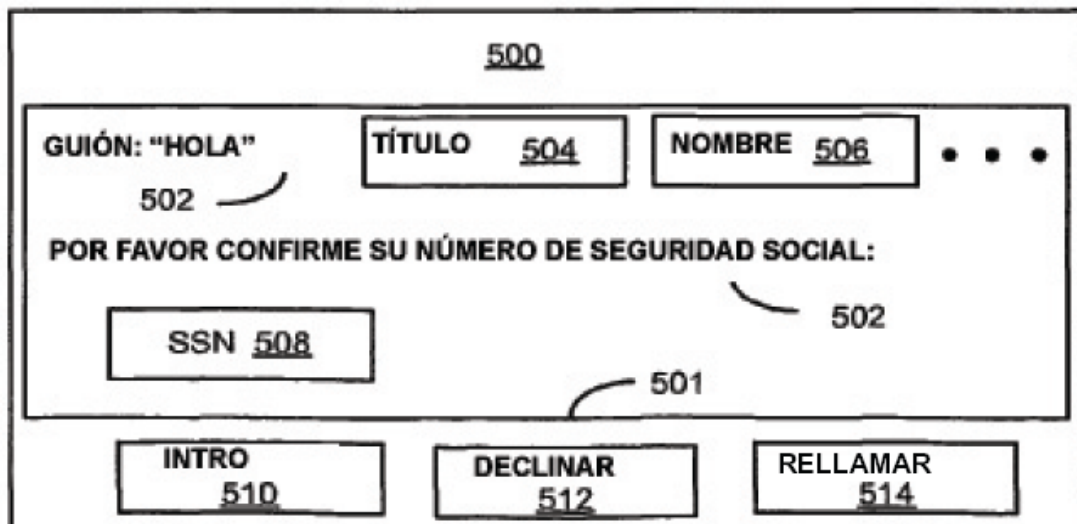 500
GUIÓN: “HOLA” TÍTULO 504 NOMBRE 506 • • •
502
POR FAVOR CONFIRME SU NÚMERO DE SEGURIDAD SOCIAL:
502
SSN 508
501
INTRO DECLINAR RELLAMAR
510 512 514